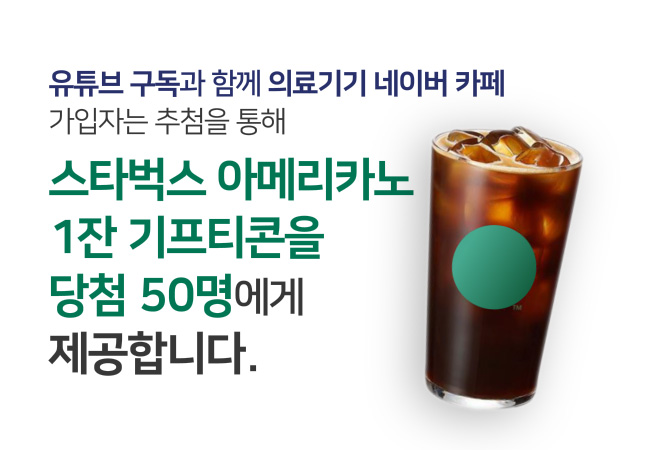 유튜브 구독과 함께 의료기기 네이버 카페
가입자는 추첨을 통해
스타벅스 아메리카노
1잔 기프티콘을
당첨 50명에게
제공합니다.
TM